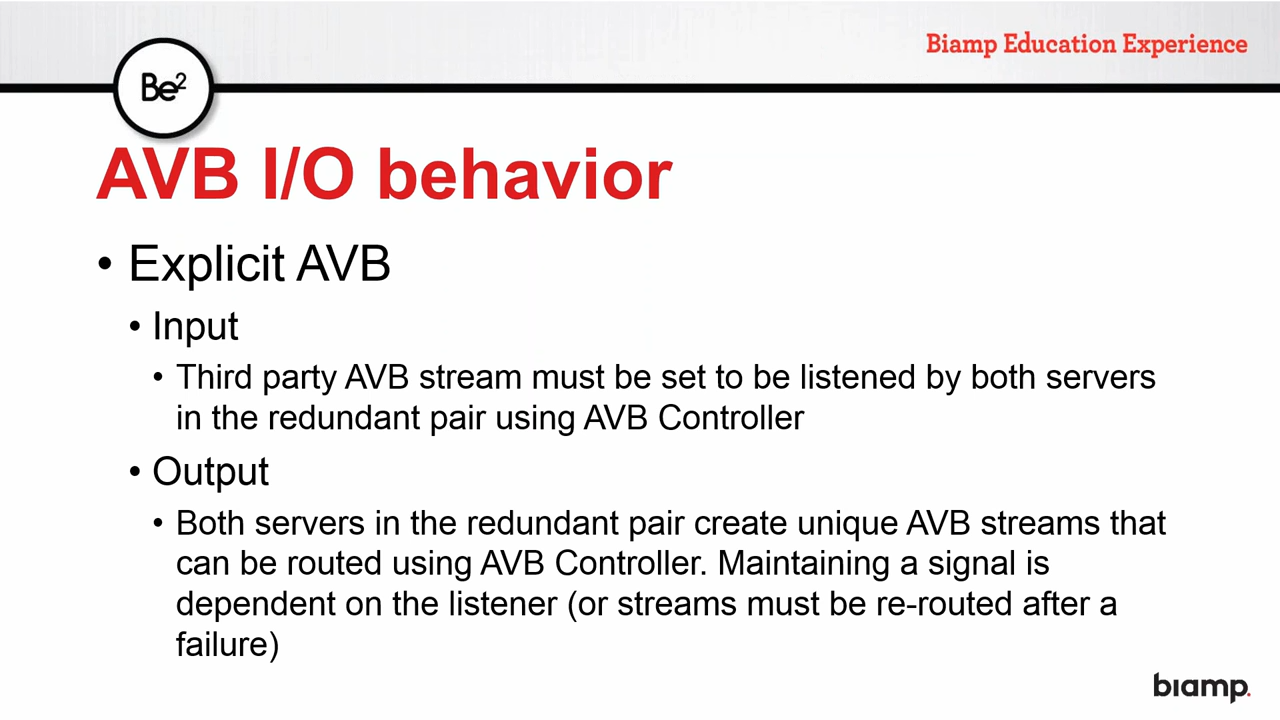 Biamp Education Experience
Be²
AVB I/O behavior
• Explicit AVB
• Input
• Third party AVB stream must be set to be listened by both servers
in the redundant pair using AVB Controller
• Output
• Both servers in the redundant pair create unique AVB streams that
can be routed using AVB Controller. Maintaining a signal is
dependent on the listener (or streams must be re-routed after a
failure)
biamp.